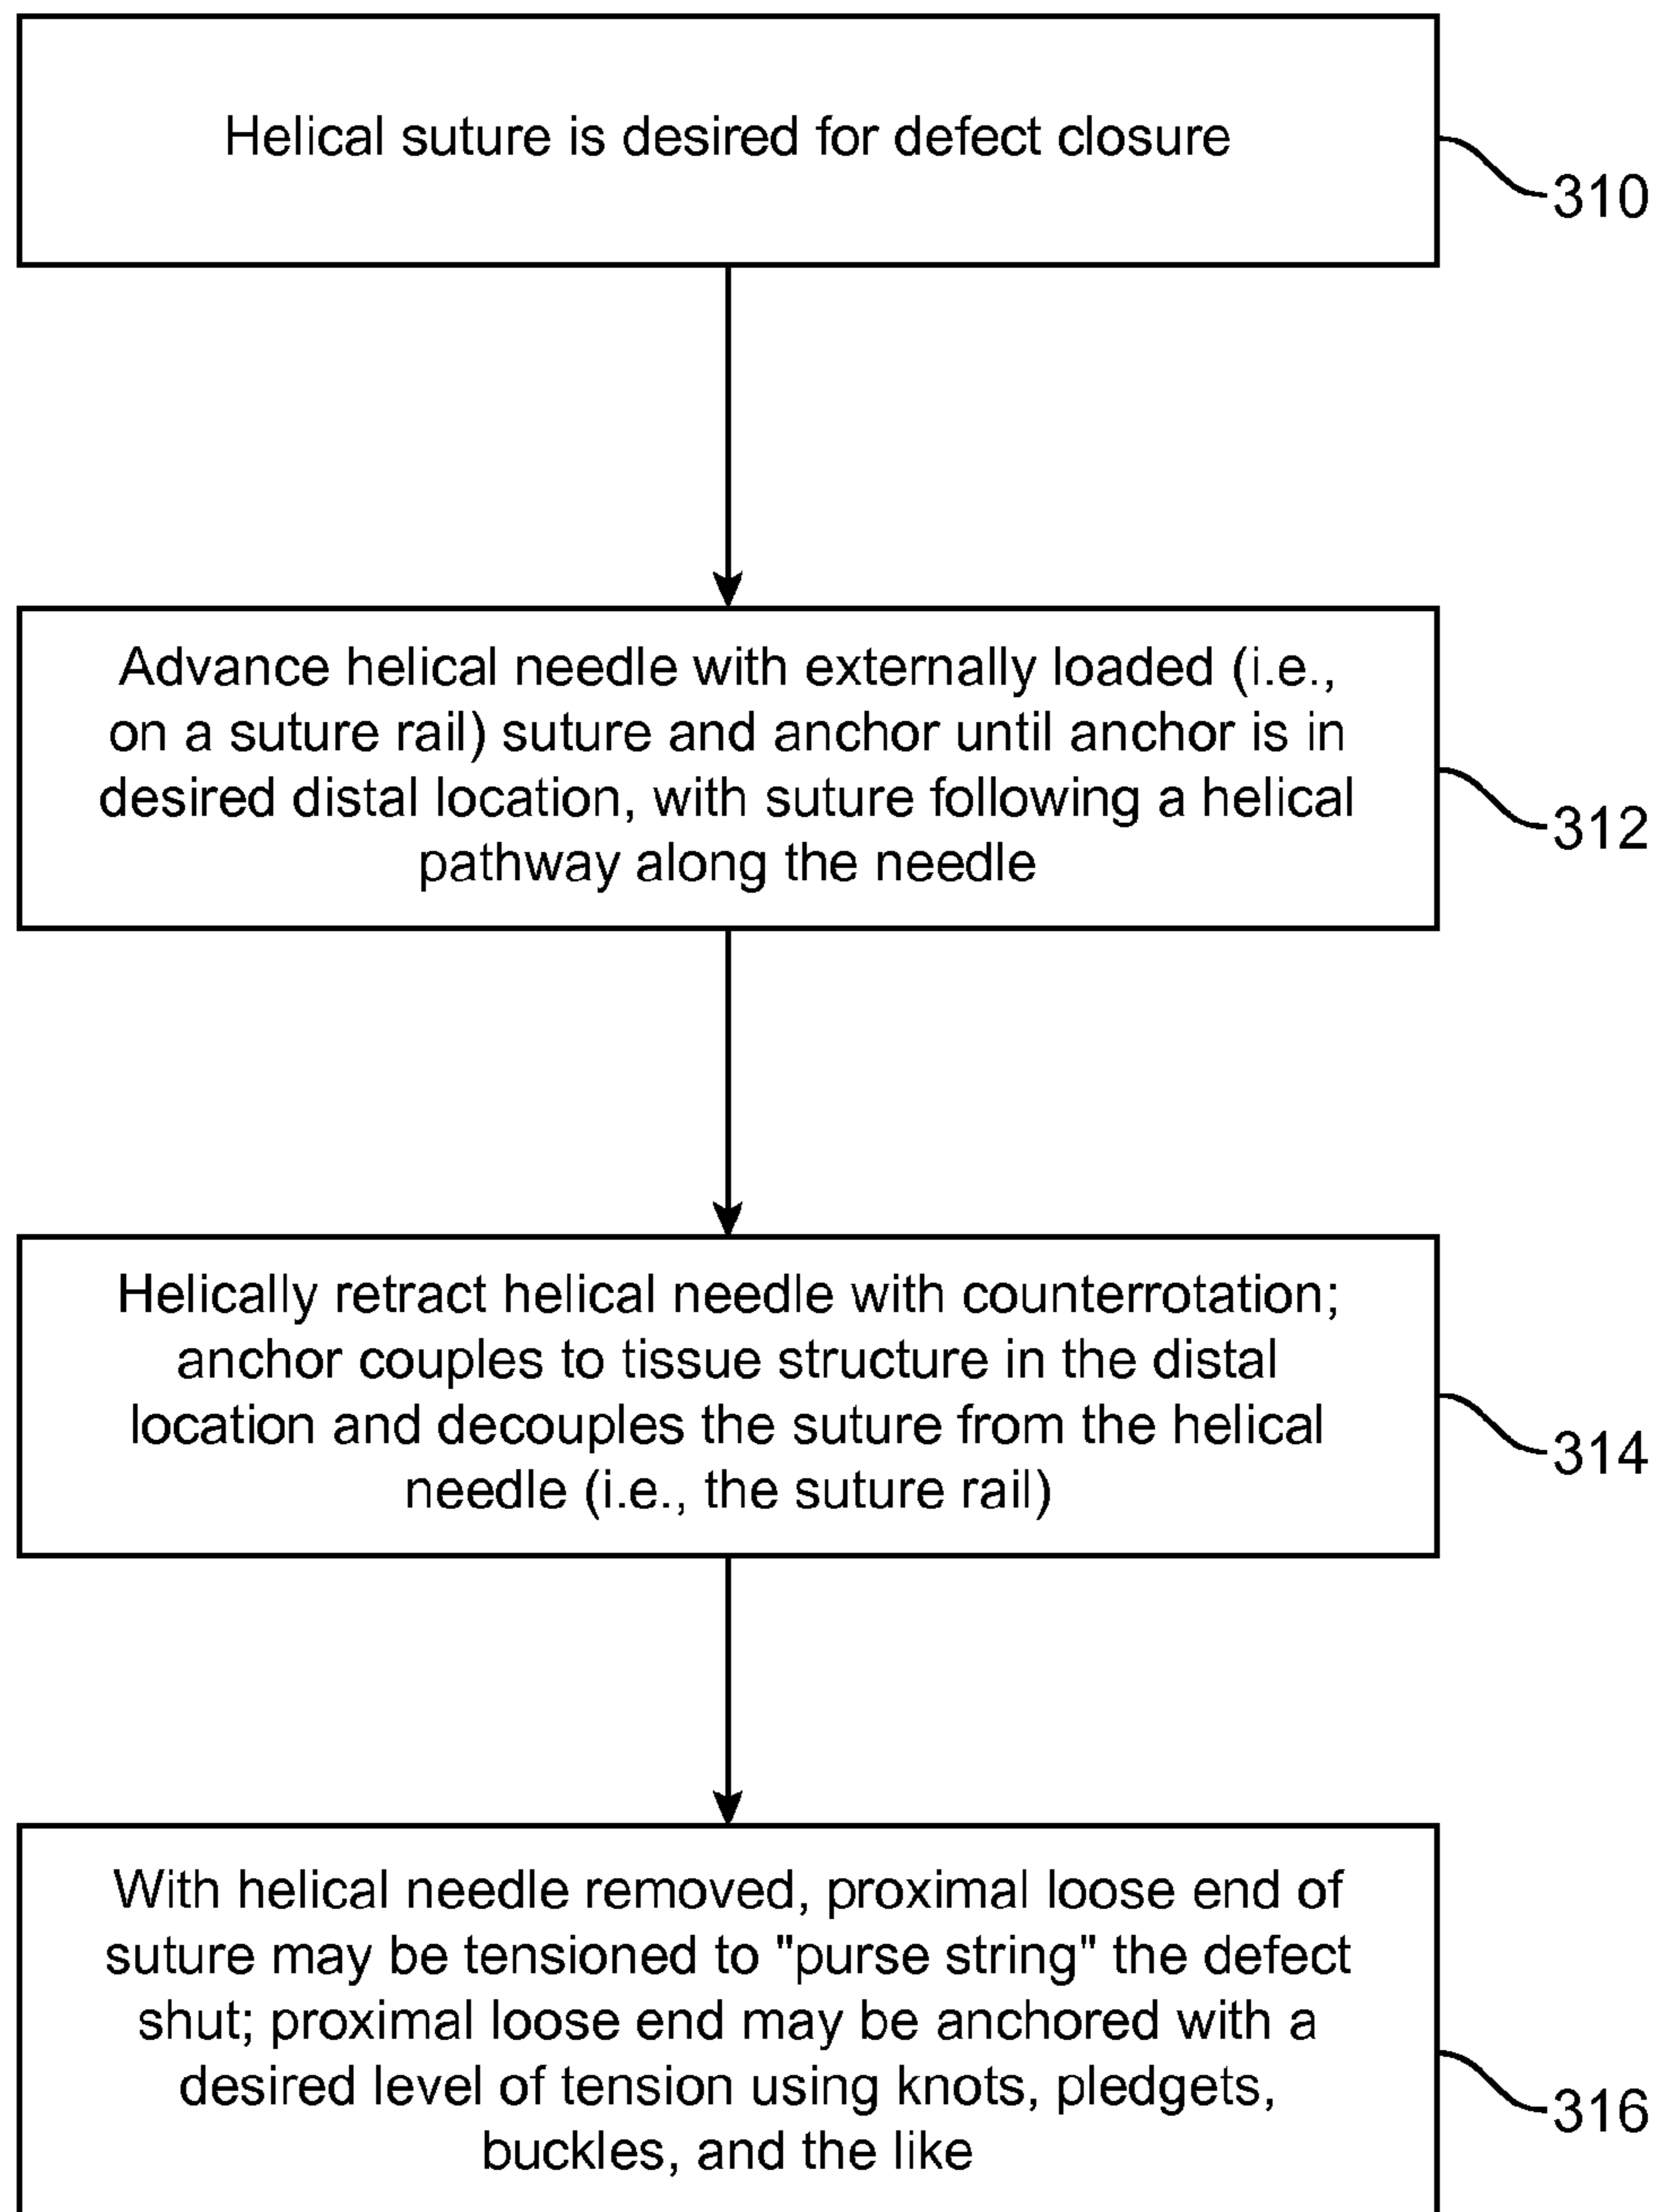 Helical suture is desired for defect closure
310
Advance helical needle with externally loaded (i.e.,
on a suture rail) suture and anchor until anchor is in
desired distal location, with suture following a helical
pathway along the needle
312
Helically retract helical needle with counterrotation;
anchor couples to tissue structure in the distal
location and decouples the suture from the helical
needle (i.e., the suture rail)
314
With helical needle removed, proximal loose end of
suture may be tensioned to "purse string" the defect
shut; proximal loose end may be anchored with a
desired level of tension using knots, pledgets,
buckles, and the like
316